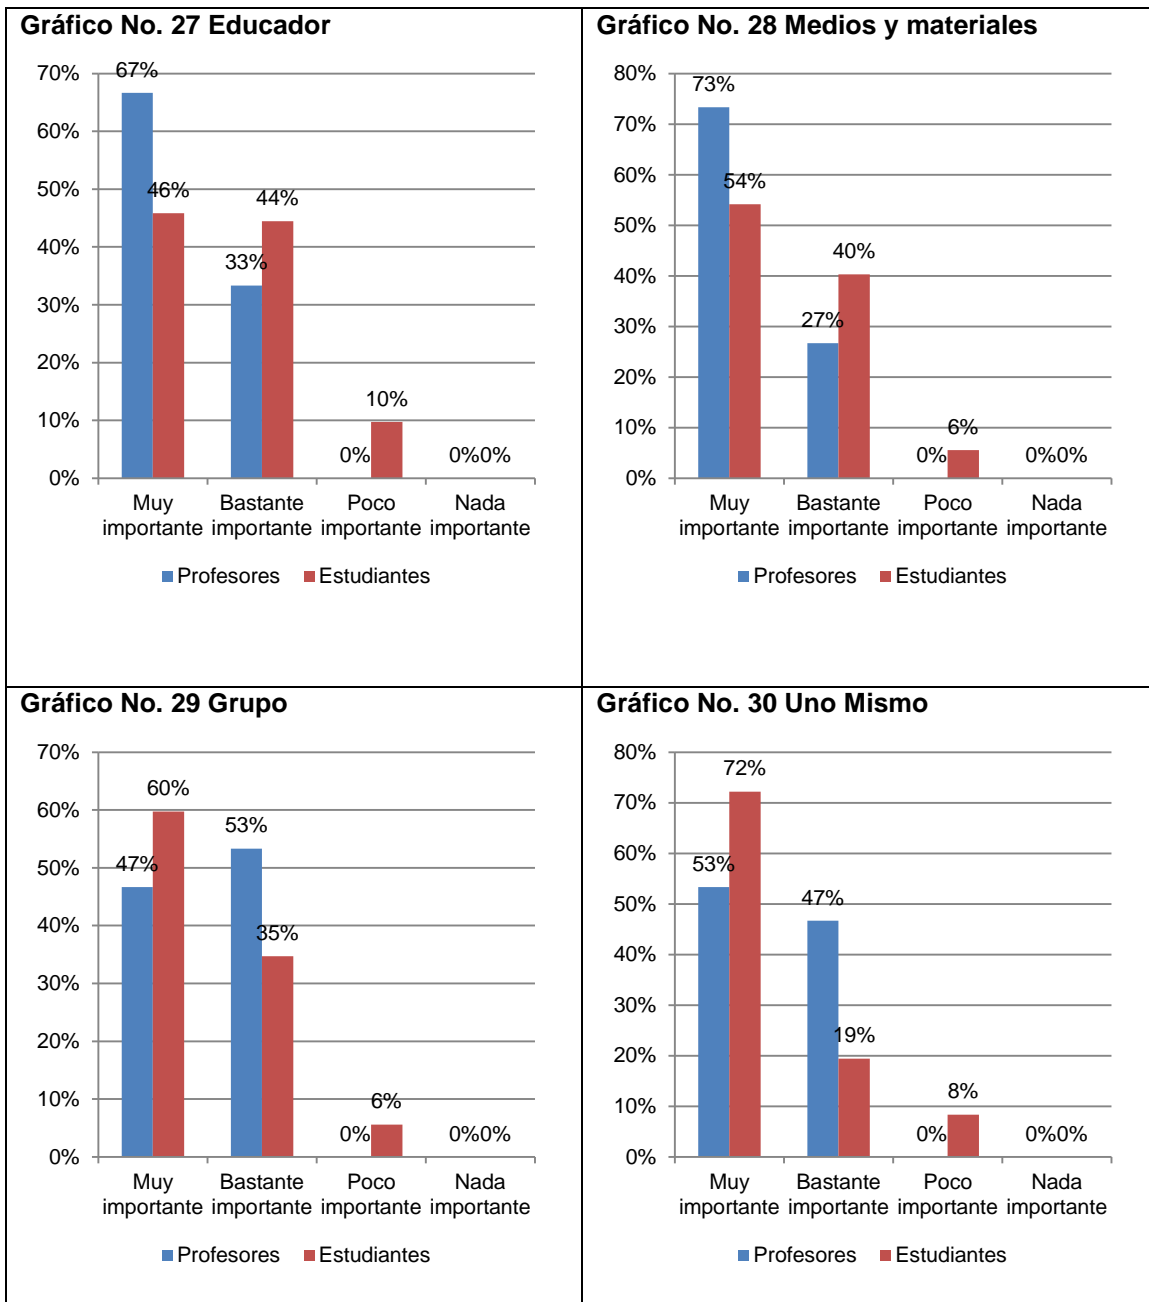 Gráfico No. 27 Educador
70%
60%
50%
40%
30%
20%
10%
0%
67%
46%
33%
44%
0%
10%
0%0%
Muy importante
Bastante importante
Poco importante
Nada importante
Profesores Estudiantes
Gráfico No. 28 Medios y materiales
80%
70%
60%
50%
40%
30%
20%
10%
0%
73%
54%
27%
40%
0%
6%
0%0%
Muy importante
Bastante importante
Poco importante
Nada importante
Profesores Estudiantes
Gráfico No. 29 Grupo
70%
60%
50%
40%
30%
20%
10%
0%
47%
60%
53%
35%
0%
6%
0%0%
Muy importante
Bastante importante
Poco importante
Nada importante
Profesores Estudiantes
Gráfico No. 30 Uno Mismo
80%
70%
60%
50%
40%
30%
20%
10%
0%
53%
72%
47%
19%
0%
8%
0%0%
Muy importante
Bastante importante
Poco importante
Nada importante
Profesores Estudiantes